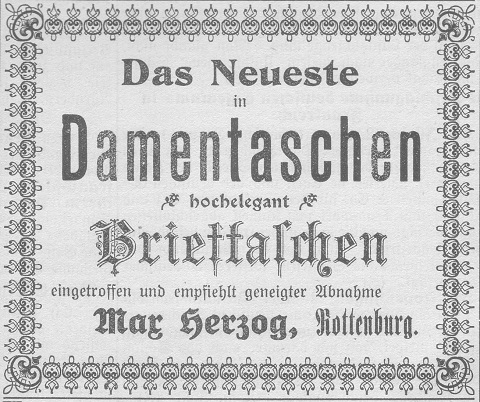 Das Neueste
in
Damentaschen
hochelegant
Brieftaschen
eingetroffen und empfiehlt geneigter Abnahme
Max Herzog, Rottenburg.